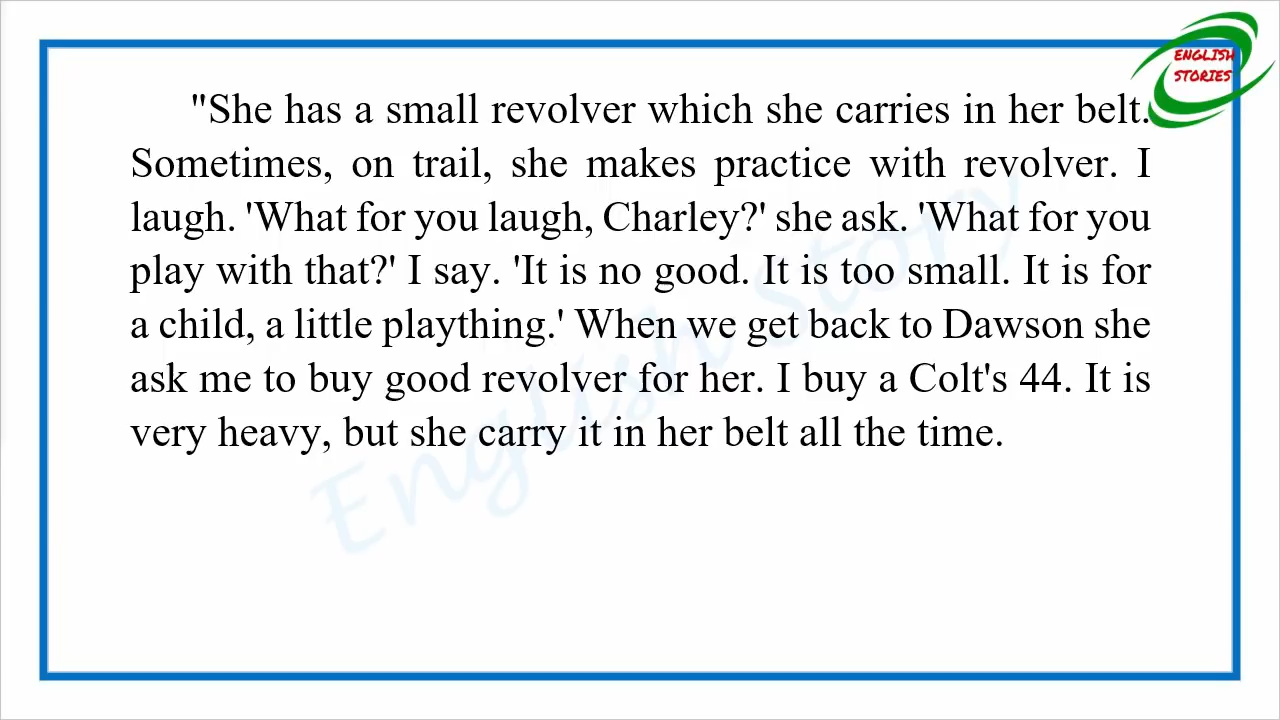 ENGLISH
STORIES
"She has a small revolver which she carries in her belt.
Sometimes, on trail, she makes practice with revolver. I
laugh. 'What for you laugh, Charley?' she ask. 'What for you
play with that?' I say. 'It is no good. It is too small. It is for
a child, a little plaything.' When we get back to Dawson she
ask me to buy good revolver for her. I buy a Colt's 44. It is
very heavy, but she carry it in her belt all the time.
English Story